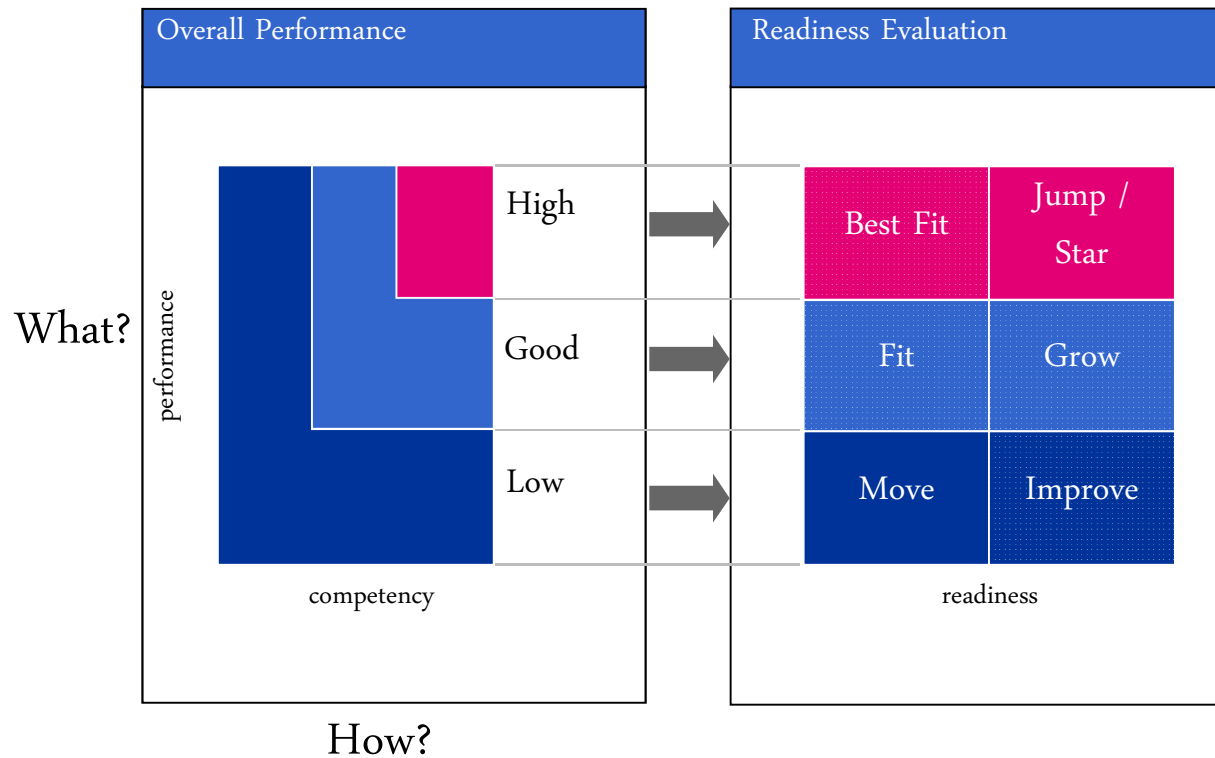 Overall Performance
Readiness Evaluation
What?
performance
High
Good
Low
competency
How?
Best Fit
Jump /
Star
Fit
Grow
Move
Improve
readiness